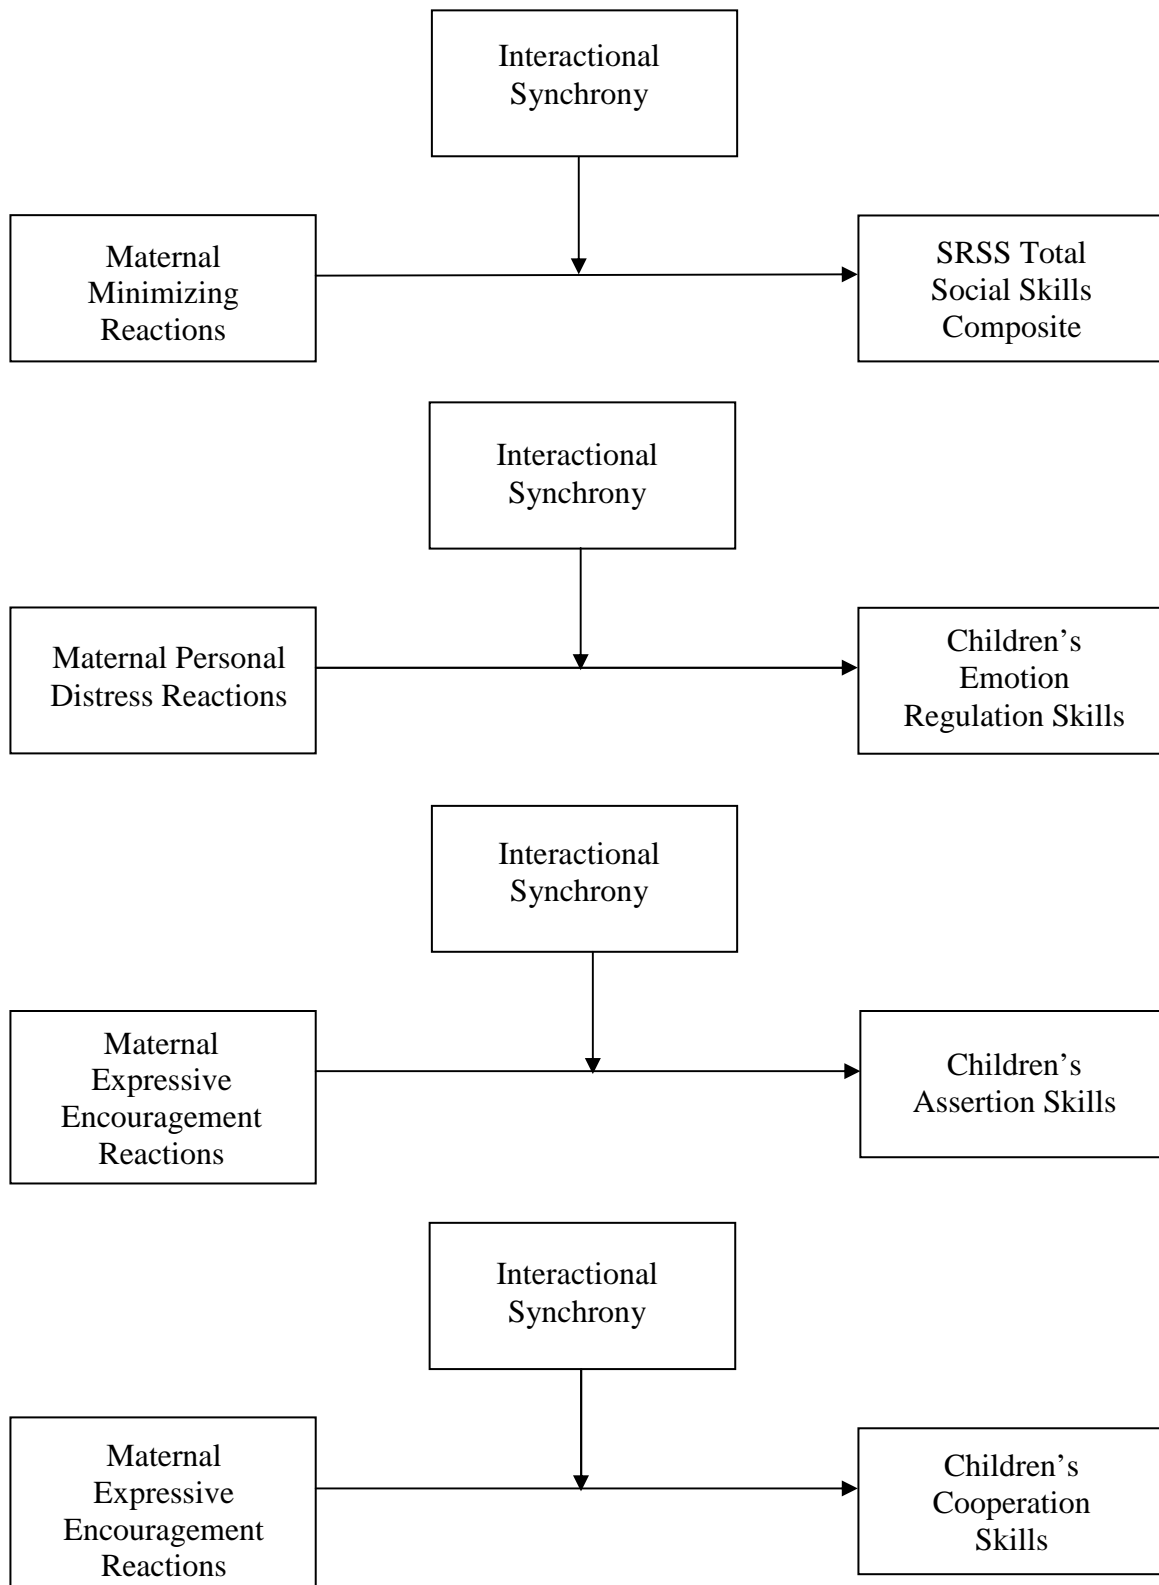 Interactional
Synchrony
Maternal
Minimizing
Reactions
SRSS Total
Social Skills
Composite
Interactional
Synchrony
Maternal Personal
Distress Reactions
Children’s
Emotion
Regulation Skills
Interactional
Synchrony
Maternal
Expressive
Encouragement
Reactions
Children’s
Assertion Skills
Interactional
Synchrony
Maternal
Expressive
Encouragement
Reactions
Children’s
Cooperation
Skills